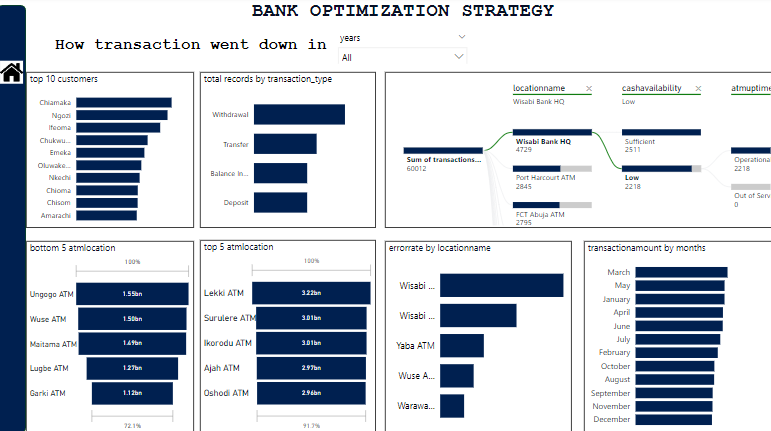 BANK OPTIMIZATION STRATEGY
How transaction went down in
years
All
top 10 customers
Chiamaka
Ngozi
Ifeoma
Chukwu...
Emeka
Oluwake...
Nkechi
Chioma
Chisom
Amarachi
total records by transaction_type
Withdrawal
Transfer
Balance In...
Deposit
locationname ×
Wisabi Bank HQ
cashavailability ×
Low
atmuptime
Sum of transactions...
60012
Wisabi Bank HQ
4729
Port Harcourt ATM
2845
FCT Abuja ATM
2795
Sufficient
2511
Low
2218
Operationa
2218
Out of Serv
0
bottom 5 atmlocation
100%
Ungogo ATM 1.55bn
Wuse ATM 1.50bn
Maitama ATM 1.69bn
Lugbe ATM 1.27bn
Garki ATM 1.12bn
72.1%
top 5 atmlocation
100%
Lekki ATM 3.22bn
Surulere ATM 3.01bn
Ikorodu ATM 3.01bn
Ajah ATM 2.97bn
Oshodi ATM 2.96bn
91.7%
errorrate by locationname
Wisabi ...
Wisabi ...
Yaba ATM
Wuse A...
Warawa...
transactionamount by months
March
May
January
April
June
July
February
October
August
September
November
December